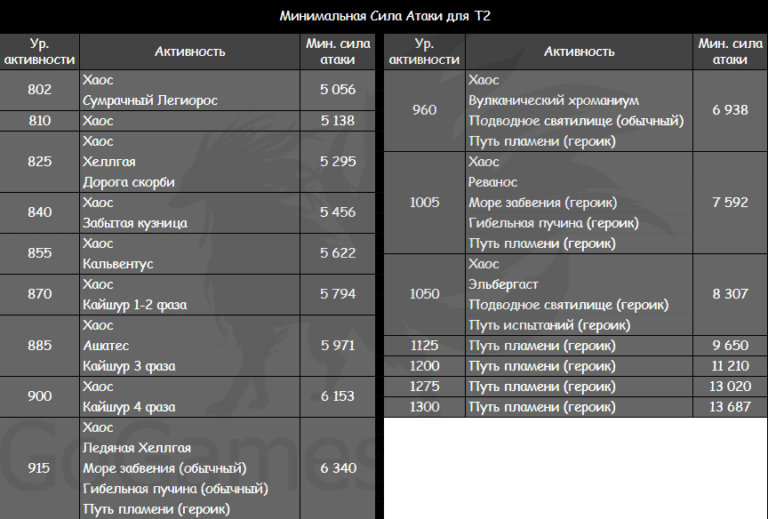 Минимальная Сила Атаки для Т2
Ур. активности Активность Мин. сила атаки
802 Хаос 5 056
Сумрачный Легиорос
810 Хаос 5 138
825 Хаос 5 295
Хеллгая
Дорога скорби
840 Хаос 5 456
Забытая кузница
855 Хаос 5 622
Кальвентус
870 Хаос 5 794
Кайшур 1-2 фаза
885 Хаос 5 971
Ашатес
Кайшур 3 фаза
900 Хаос 6 153
Кайшур 4 фаза
915 Хаос 6 340
Ледяная Хеллгая
Море забвения (обычный)
Гибельная пучина (обычный)
Путь пламени (героик)
Ур. активности Активность Мин. сила атаки
960 Хаос 6 938
Вулканический хроманиум
Подводное святилище (обычный)
Путь пламени (героик)
1005 Хаос 7 592
Реванос
Море забвения (героик)
Гибельная пучина (героик)
Путь пламени (героик)
1050 Хаос 8 307
Эльбергаст
Подводное святилище (героик)
Путь испытаний (героик)
1125 Путь пламени (героик) 9 650
1200 Путь пламени (героик) 11 210
1275 Путь пламени (героик) 13 020
1300 Путь пламени (героик) 13 687
GoGames